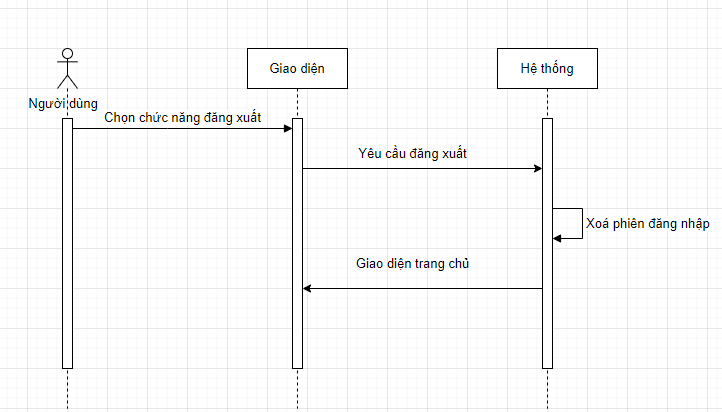 Giao diện
Hệ thống
Người dùng
Chọn chức năng đăng xuất
Yêu cầu đăng xuất
Xoá phiên đăng nhập
Giao diện trang chủ